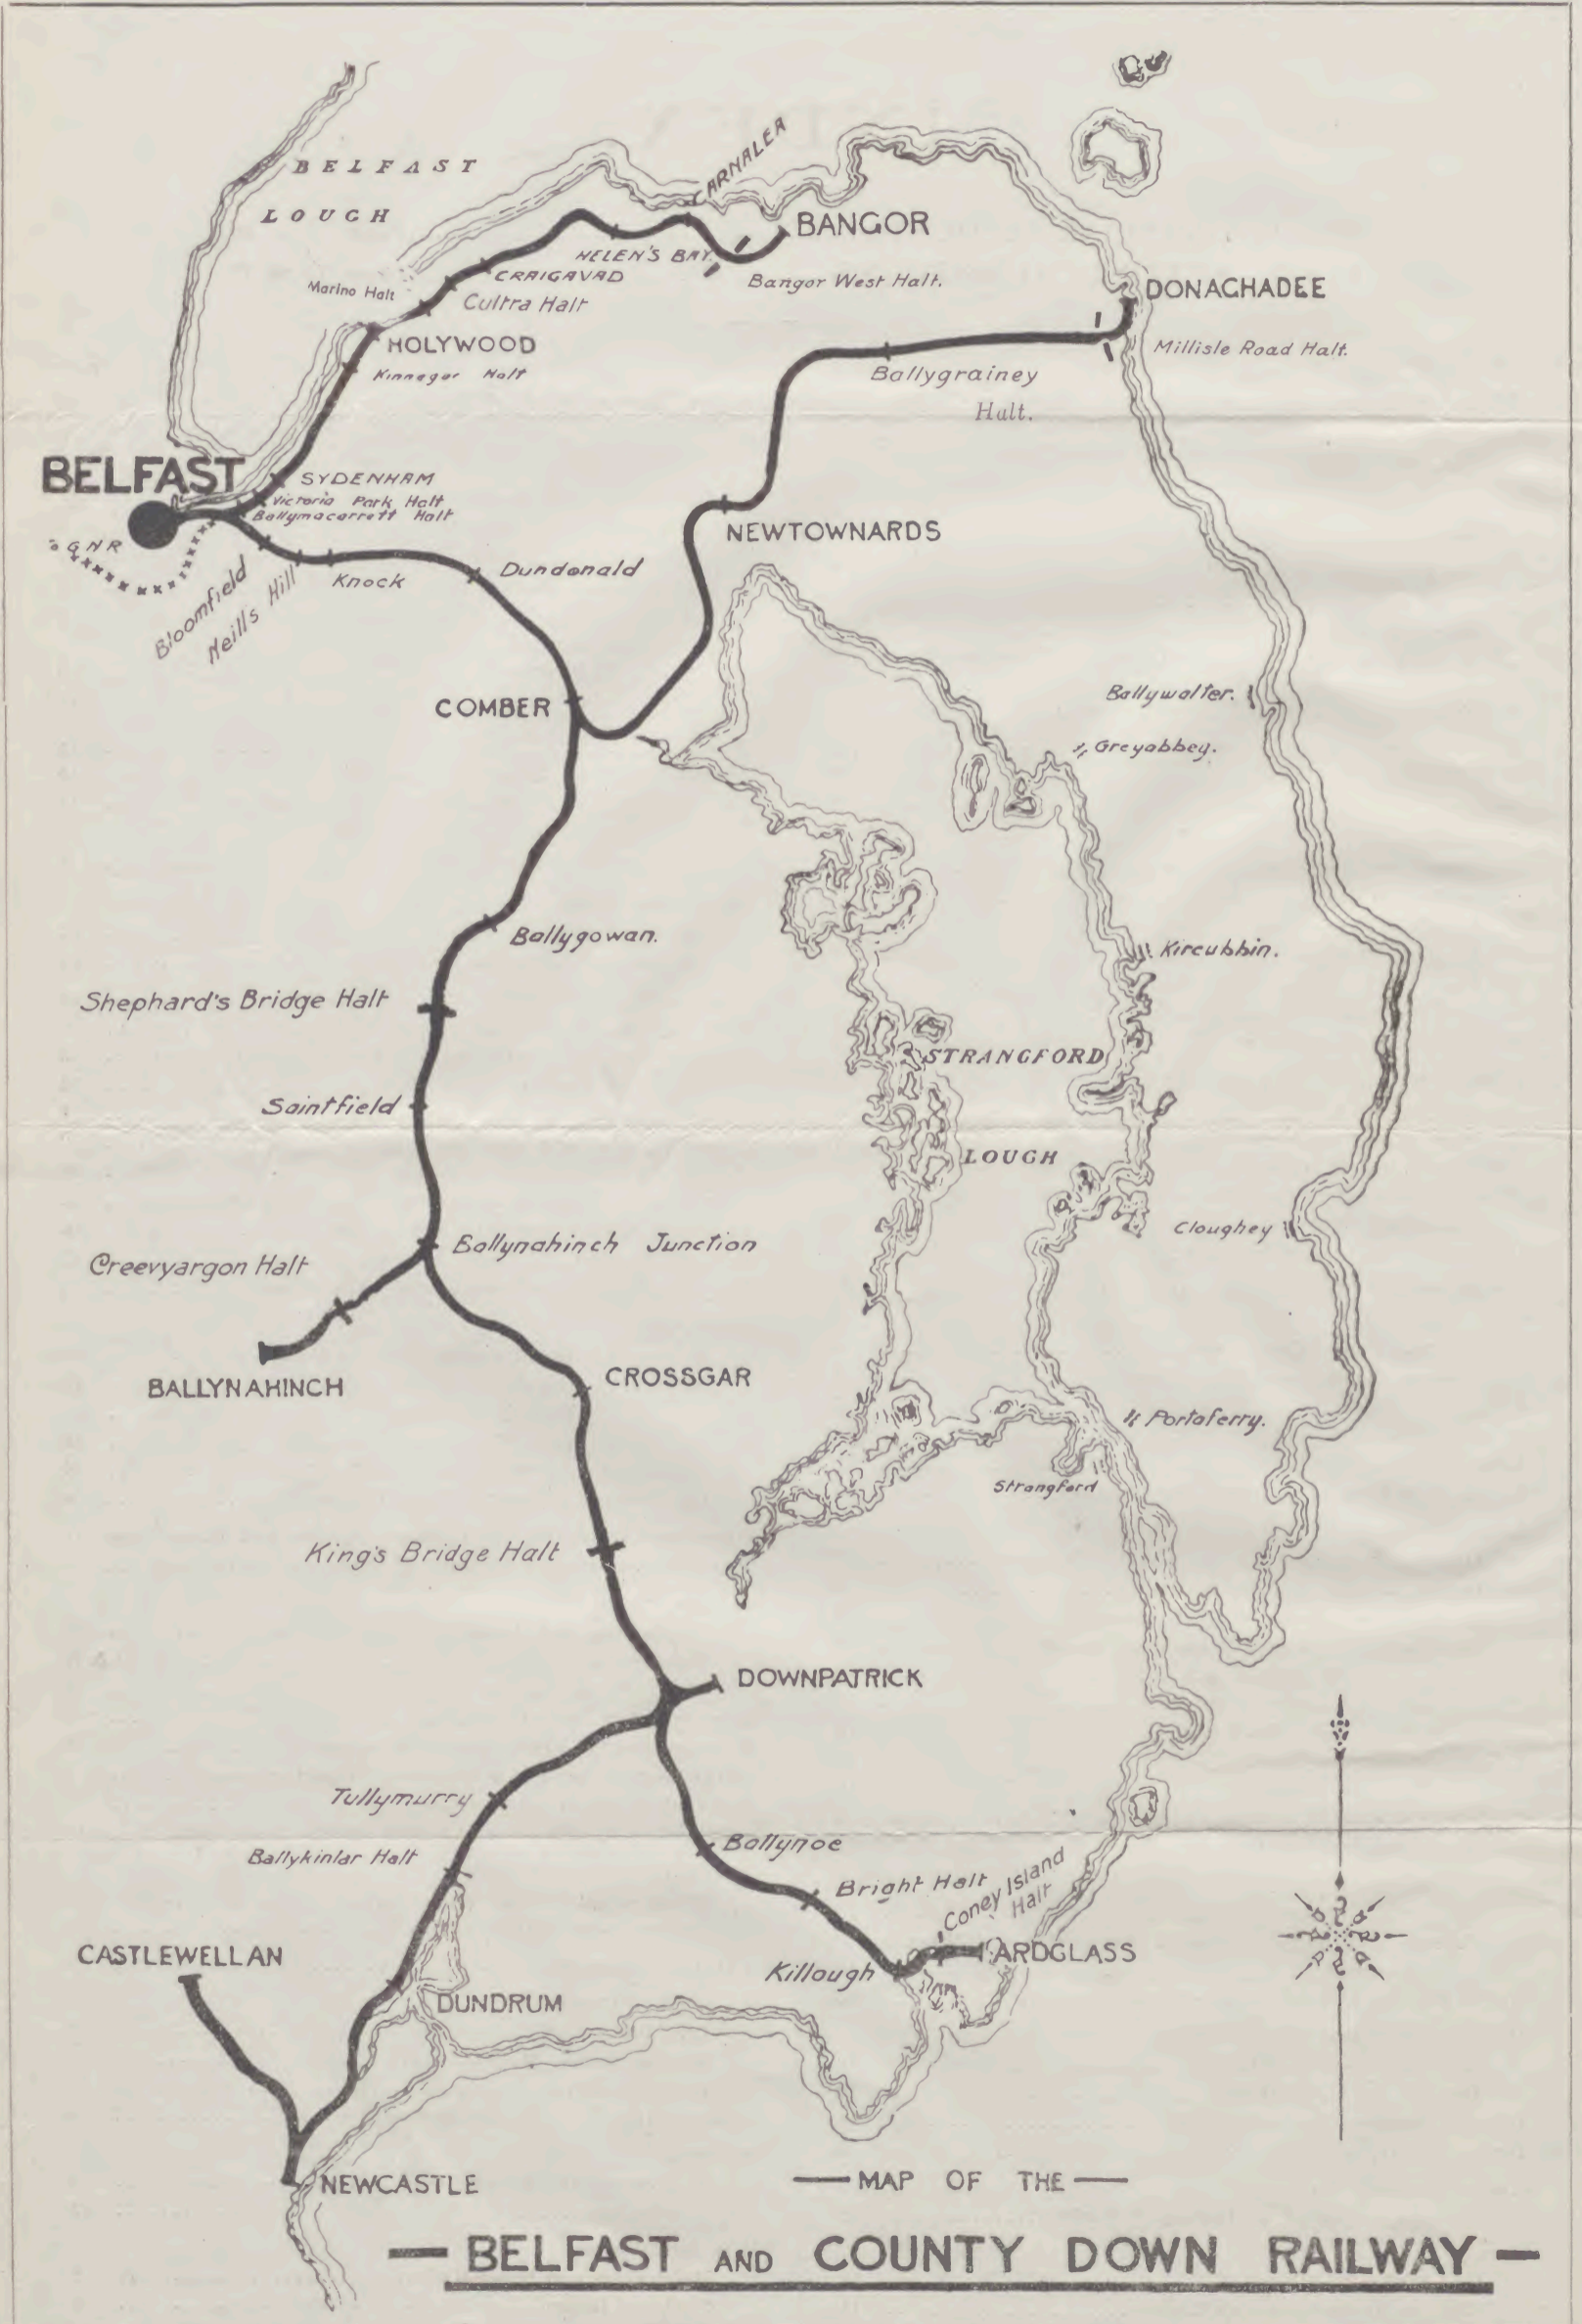 BELFAST
LOUGH
CARNALEA
BANGOR
HELEN'S BAY
Bangor West Halt.
CRAIGAVAD
Marino Halt
Cultra Halt
DONAGHADEE
HOLYWOOD
Millisle Road Halt.
Kinnegar Halt
Ballygrainey
Halt.
BELFAST
SYDENHAM
Victoria Park Halt
Ballymacarrett Halt
G N R
NEWTOWNARDS
Bloomfield
Neill's Hill
Knock
Dundonald
COMBER
Ballywalter.
Greyabbey.
Ballygowan.
Kircubbin.
Shephard's Bridge Halt
STRANGFORD
Saintfield
LOUGH
Cloughey
Ballynahinch Junction
Creevyargon Halt
CROSSGAR
BALLYNAHINCH
Portaferry.
Strangford
King's Bridge Halt
DOWNPATRICK
Tullymurry
Ballynoe
Ballykinlar Halt
Bright Halt
Coney Island
Halt
CASTLEWELLAN
ARDGLASS
Killough
DUNDRUM
NEWCASTLE
— MAP OF THE —
— BELFAST AND COUNTY DOWN RAILWAY —